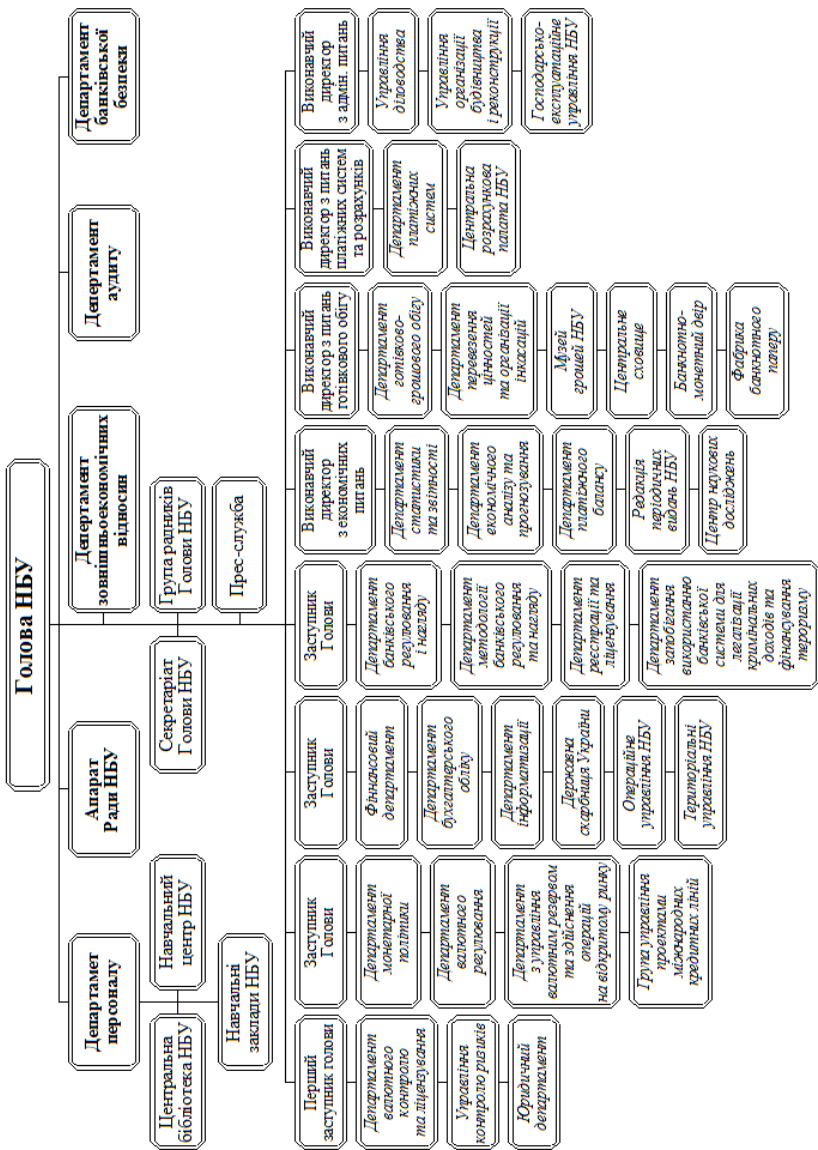 Голова НБУ
Департамет
персоналу
Апарат
Ради НБУ
Депертамент
зовнішньоекономічних
відносин
Депертамент
аудиту
Департамент
банківської
безпеки
Центральна
бібліотека НБУ
Навчальний
центр НБУ
Секретаріат
Голови НБУ
Група радників
Голови НБУ
Навчальні
заклади НБУ
Прес-служба
Перший
заступник голови
Департамент
валютного
контролю
та ліцензування
Управління
контролю ризиків
Юридичний
департамент
Заступник
Голови
Департамент
монетарної
політики
Департамент
валютного
регулювання
Департамент
з управління
валютним резервом
та здійснення
операцій
на відкритому ринку
Група управління
проектами
міжнародних
кредитних ліній
Заступник
Голови
Фіннансовий
департамент
Департамент
бухгалтерського
обліку
Департамент
інформатизації
Державна
скарбниця України
Операційне
управління НБУ
Територіальні
управління НБУ
Заступник
Голови
Департамент
банківського
регулювання
і нагляду
Департамент
методології
банківського
регулювання
та нагляду
Департамент
реєстрації та
ліцензування
Департамент
запобігання
використанню
банківської
системи для
легалізації
кримінальних
доходів та
фінансування
тероризму
Виконавчий
директор
з економічних
питань
Департамент
статистики
та звітності
Департамент
економічного
аналізу та
прогнозування
Департамент
платіжного
балансу
Редакція
періодичних
видань НБУ
Центр наукових
досліджень
Виконавчий
директор з питань
готівкового обігу
Департамент
готівково-
грошового обігу
Департамент
перевезення
цінностей
та організації
інкасацій
Музей
грошей НБУ
Центральне
сховище
Банкнотно-
монетний двір
Фабрика
банкнотного
паперу
Виконавчий
директор з питань
платіжних систем
та розрахунків
Департамент
платіжних
систем
Центральна
розрахункова
палата НБУ
Виконавчий
директор
з адмін. питань
Управління
діловодства
Управління
організації
будівництва
і реконструкції
Господарсько-
експлуатаційне
управління НБУ